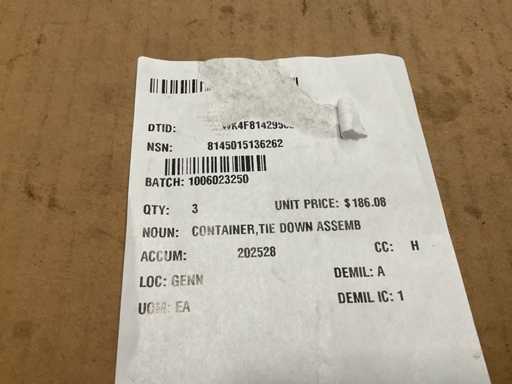 DTID:
NSN: 8145015136262
BATCH: 1006023250
QTY: 3 UNIT PRICE: $186.08
NOUN: CONTAINER,TIE DOWN ASSEMB
ACCUM: 202528 CC: H
LOC: GENN DEMIL: A
UOM: EA DEMIL IC: 1